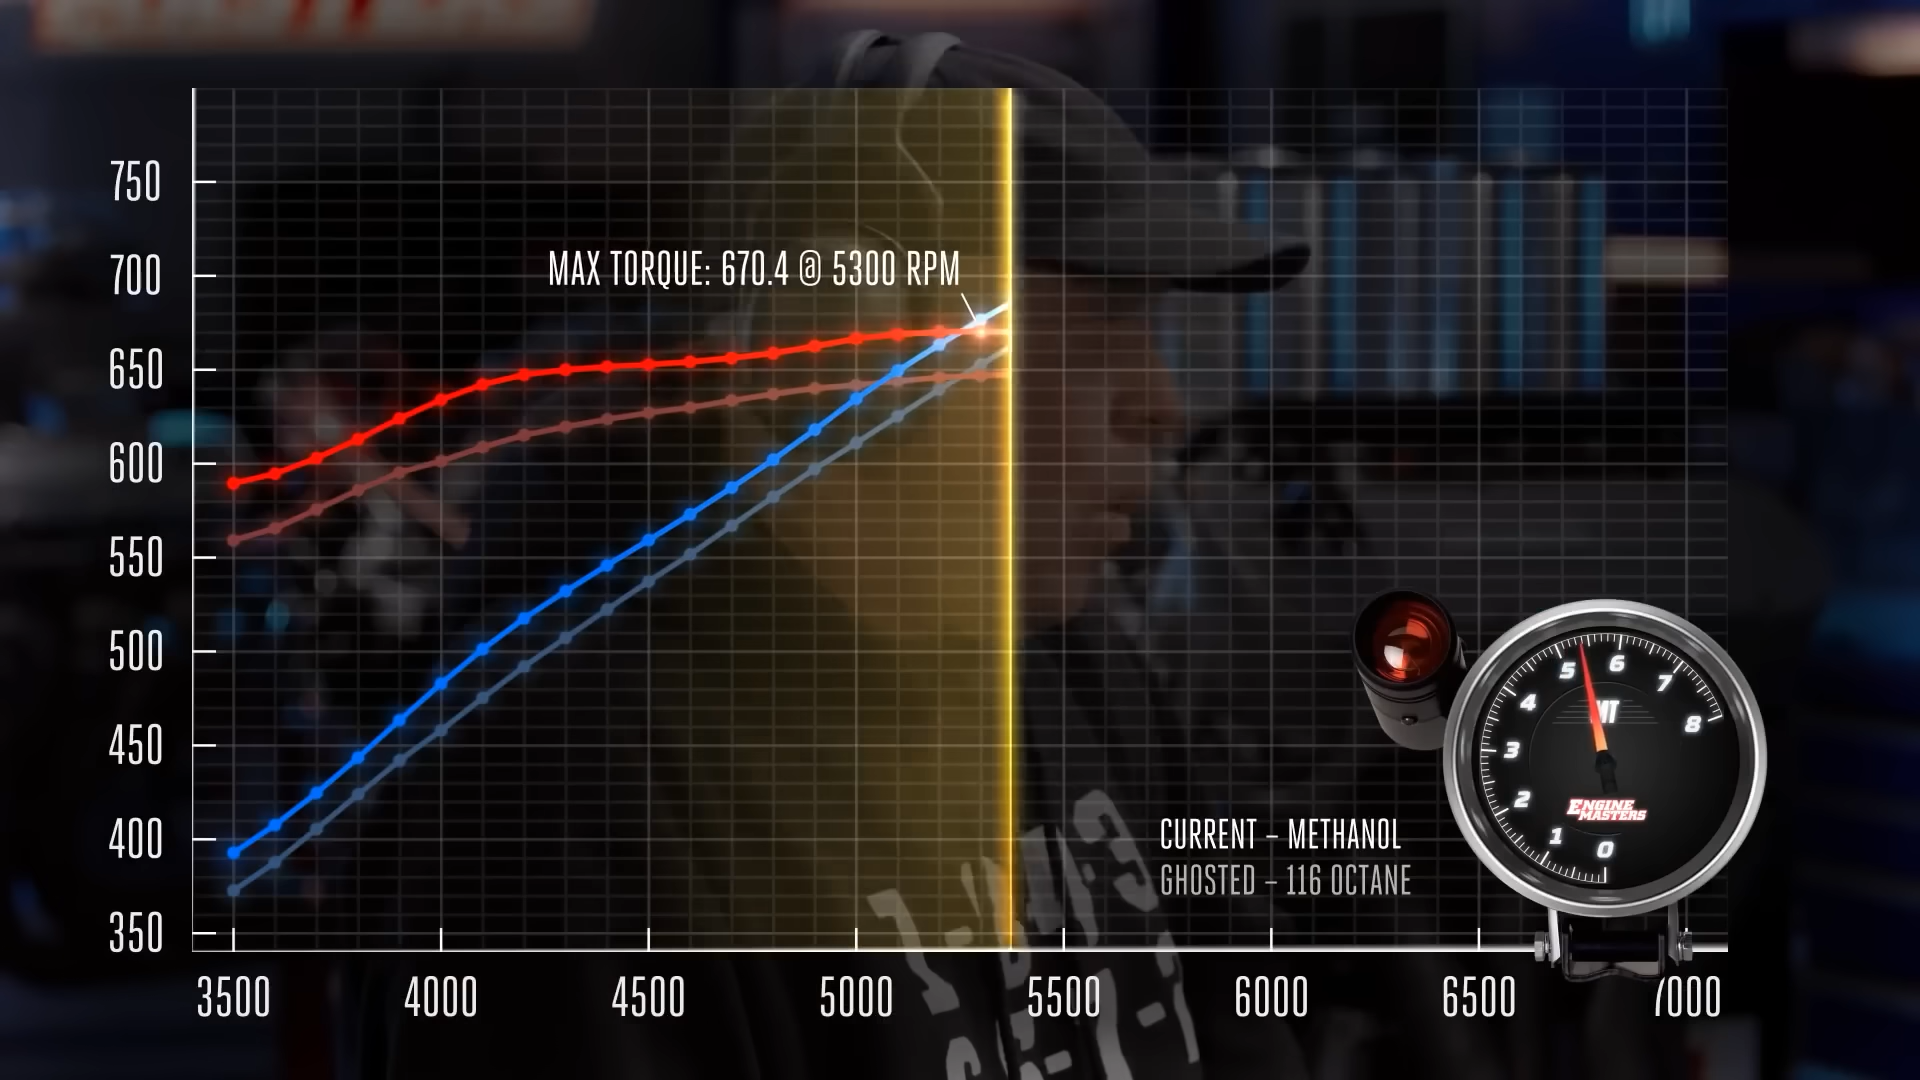 750
700
650
600
550
500
450
400
350
MAX TORQUE: 670.4 @ 5300 RPM
CURRENT – METHANOL
GHOSTED – 116 OCTANE
3500 4000 4500 5000 5500 6000 6500 7000
0 1 2 3 4 5 6 7 8
MT
ENGINE
MASTERS